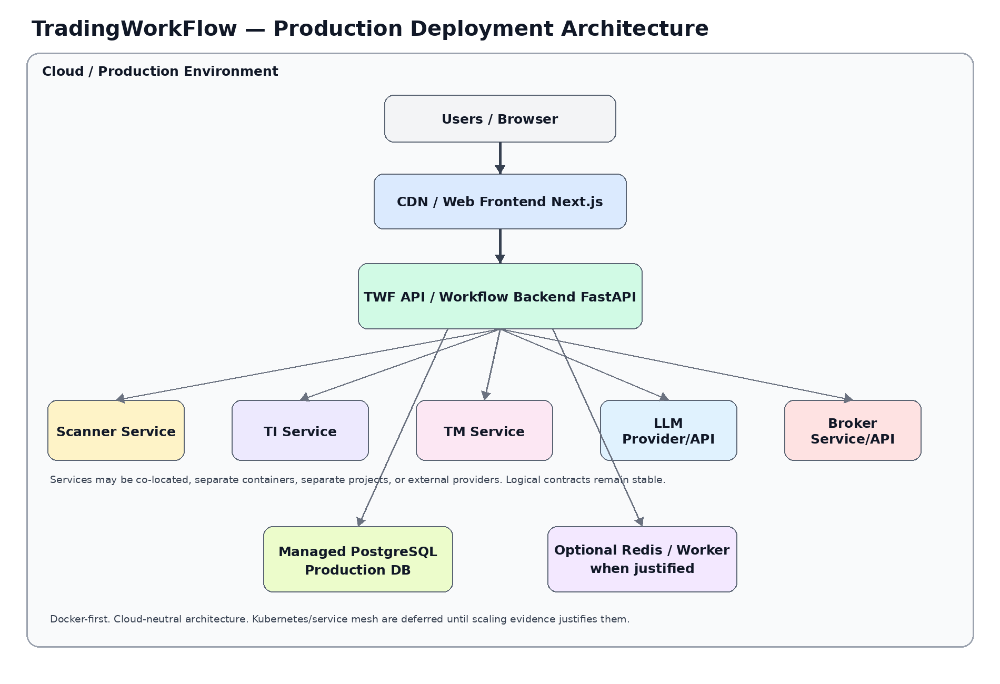 TradingWorkFlow — Production Deployment Architecture
Cloud / Production Environment
Users / Browser
CDN / Web Frontend Next.js
TWF API / Workflow Backend FastAPI
Scanner Service
TI Service
TM Service
LLM
Provider/API
Broker
Service/API
Services may be co-located, separate containers, separate projects, or external providers. Logical contracts remain stable.
Managed PostgreSQL
Production DB
Optional Redis / Worker
when justified
Docker-first. Cloud-neutral architecture. Kubernetes/service mesh are deferred until scaling evidence justifies them.